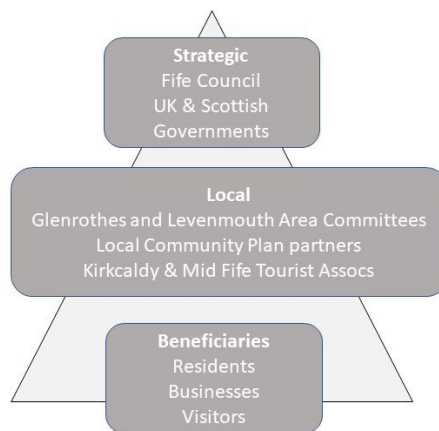 Strategic
Fife Council
UK & Scottish
Governments
Local
Glenrothes and Levenmouth Area Committees
Local Community Plan partners
Kirkcaldy & Mid Fife Tourist Assocs
Beneficiaries
Residents
Businesses
Visitors